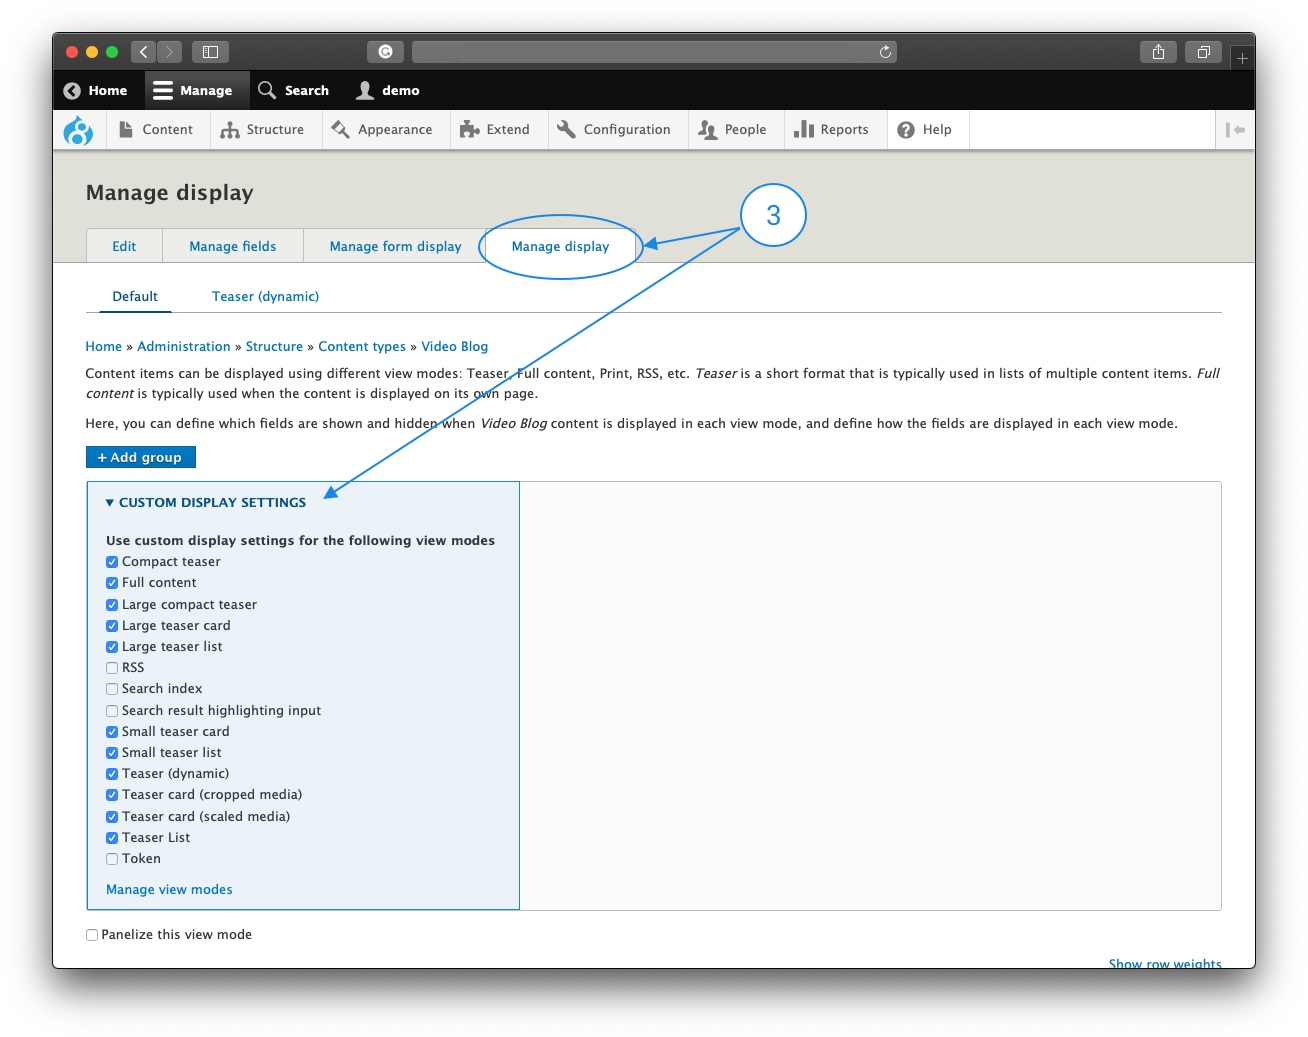 Home Manage Search demo
Content Structure Appearance Extend Configuration People Reports Help
Manage display
3
Edit Manage fields Manage form display Manage display
Default Teaser (dynamic)
Home » Administration » Structure » Content types » Video Blog
Content items can be displayed using different view modes: Teaser, Full content, Print, RSS, etc. Teaser is a short format that is typically used in lists of multiple content items. Full
content is typically used when the content is displayed on its own page.
Here, you can define which fields are shown and hidden when Video Blog content is displayed in each view mode, and define how the fields are displayed in each view mode.
+ Add group
▼ CUSTOM DISPLAY SETTINGS
Use custom display settings for the following view modes
Compact teaser
Full content
Large compact teaser
Large teaser card
Large teaser list
RSS
Search index
Search result highlighting input
Small teaser card
Small teaser list
Teaser (dynamic)
Teaser card (cropped media)
Teaser card (scaled media)
Teaser List
Token
Manage view modes
Panelize this view mode
Show row weights